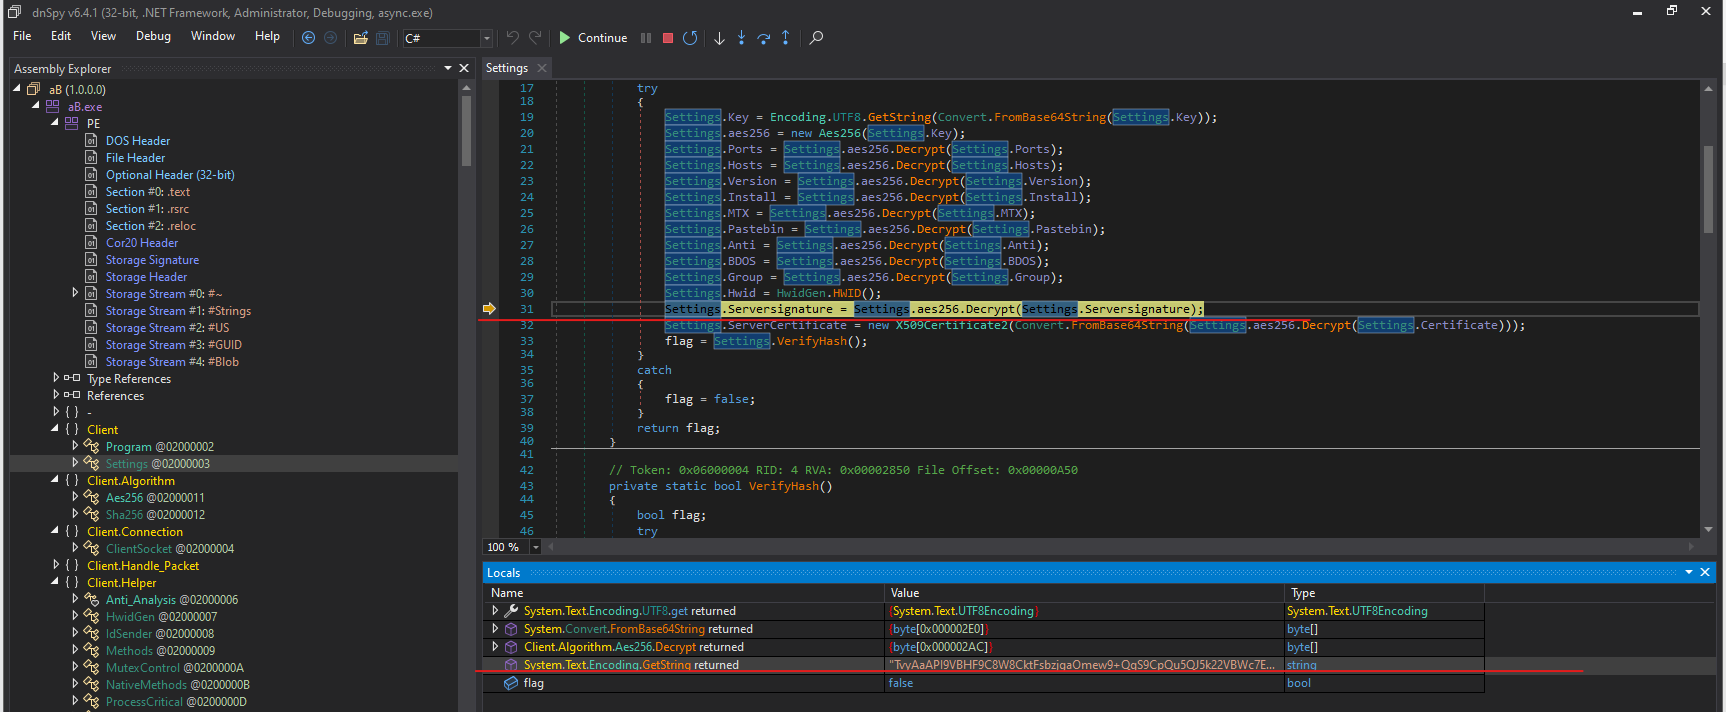 dnSpy v6.4.1 (32-bit, .NET Framework, Administrator, Debugging, async.exe)
File Edit View Debug Window Help C# Continue
Assembly Explorer
aB (1.0.0.0)
aB.exe
PE
DOS Header
File Header
Optional Header (32-bit)
Section #0: .text
Section #1: .rsrc
Section #2: .reloc
Cor20 Header
Storage Signature
Storage Header
Storage Stream #0: #~
Storage Stream #1: #Strings
Storage Stream #2: #US
Storage Stream #3: #GUID
Storage Stream #4: #Blob
Type References
References
{ } -
{ } Client
Program @02000002
Settings @02000003
{ } Client.Algorithm
Aes256 @02000011
Sha256 @02000012
{ } Client.Connection
ClientSocket @02000004
{ } Client.Handle_Packet
{ } Client.Helper
Anti_Analysis @02000006
HwidGen @02000007
IdSender @02000008
Methods @02000009
MutexControl @0200000A
NativeMethods @0200000B
ProcessCritical @0200000D
Settings
17 try
18 {
19 Settings.Key = Encoding.UTF8.GetString(Convert.FromBase64String(Settings.Key));
20 Settings.aes256 = new Aes256(Settings.Key);
21 Settings.Ports = Settings.aes256.Decrypt(Settings.Ports);
22 Settings.Hosts = Settings.aes256.Decrypt(Settings.Hosts);
23 Settings.Version = Settings.aes256.Decrypt(Settings.Version);
24 Settings.Install = Settings.aes256.Decrypt(Settings.Install);
25 Settings.MTX = Settings.aes256.Decrypt(Settings.MTX);
26 Settings.Pastebin = Settings.aes256.Decrypt(Settings.Pastebin);
27 Settings.Anti = Settings.aes256.Decrypt(Settings.Anti);
28 Settings.BDOS = Settings.aes256.Decrypt(Settings.BDOS);
29 Settings.Group = Settings.aes256.Decrypt(Settings.Group);
30 Settings.Hwid = HwidGen.HWID();
31 Settings.Serversignature = Settings.aes256.Decrypt(Settings.Serversignature);
32 Settings.ServerCertificate = new X509Certificate2(Convert.FromBase64String(Settings.aes256.Decrypt(Settings.Certificate)));
33 flag = Settings.VerifyHash();
34 }
35 catch
36 {
37 flag = false;
38 }
39 return flag;
40 }
41
42 // Token: 0x06000004 RID: 4 RVA: 0x00002850 File Offset: 0x00000A50
43 private static bool VerifyHash()
44 {
45 bool flag;
46 try
100 %
Locals
Name Value Type
System.Text.Encoding.UTF8.get returned {System.Text.UTF8Encoding} System.Text.UTF8Encoding
System.Convert.FromBase64String returned {byte[0x000002E0]} byte[]
Client.Algorithm.Aes256.Decrypt returned {byte[0x000002AC]} byte[]
System.Text.Encoding.GetString returned string
flag false bool